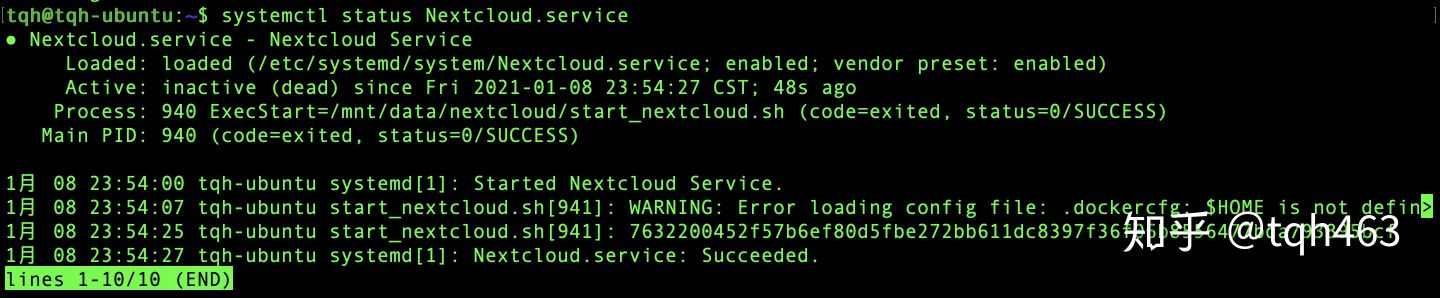 [tqh@tqh-ubuntu:~$ systemctl status Nextcloud.service ]
● Nextcloud.service - Nextcloud Service
Loaded: loaded (/etc/systemd/system/Nextcloud.service; enabled; vendor preset: enabled)
Active: inactive (dead) since Fri 2021-01-08 23:54:27 CST; 48s ago
Process: 940 ExecStart=/mnt/data/nextcloud/start_nextcloud.sh (code=exited, status=0/SUCCESS)
Main PID: 940 (code=exited, status=0/SUCCESS)
1月 08 23:54:00 tqh-ubuntu systemd[1]: Started Nextcloud Service.
1月 08 23:54:07 tqh-ubuntu start_nextcloud.sh[941]: WARNING: Error loading config file: .dockercfg: $HOME is not defin>
1月 08 23:54:25 tqh-ubuntu start_nextcloud.sh[941]:
1月 08 23:54:27 tqh-ubuntu systemd[1]: Nextcloud.service: Succeeded.
lines 1-10/10 (END)
知乎 @tqh463